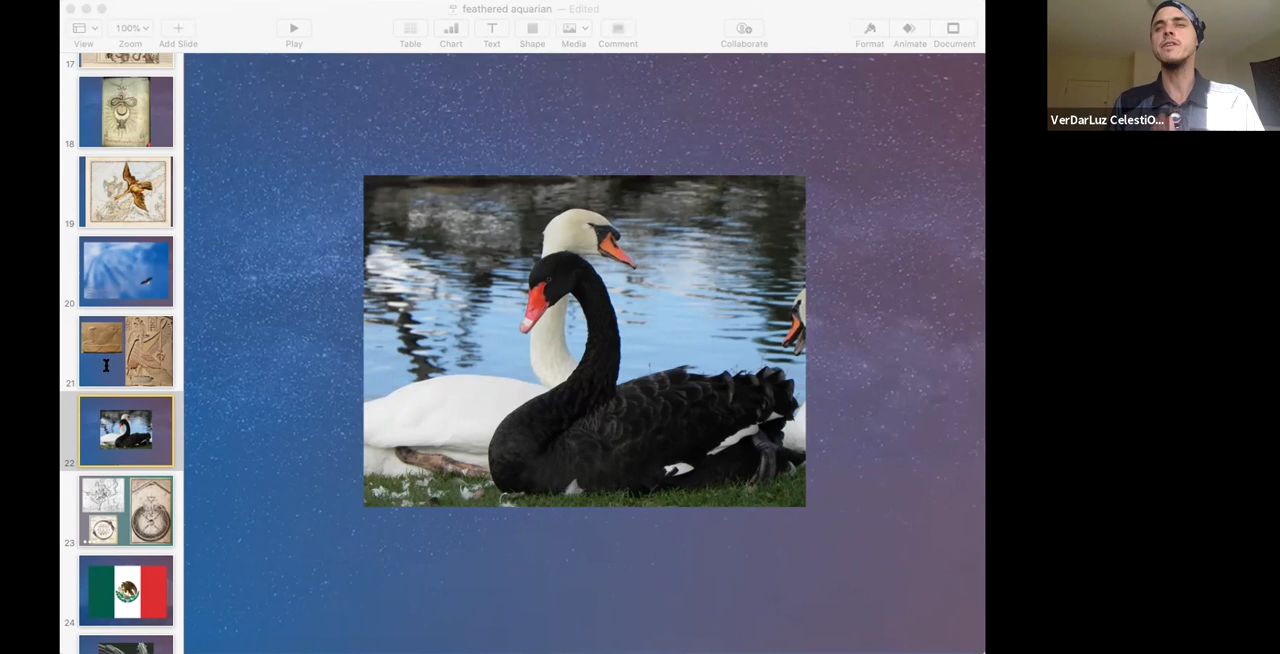 feathered aquarian — Edited
100%
View
Zoom
Add Slide
Play
Table
Chart
Text
Shape
Media
Comment
Collaborate
Format
Animate
Document
17
18
19
20
21
22
23
24
VerDarLuz CelestiO...